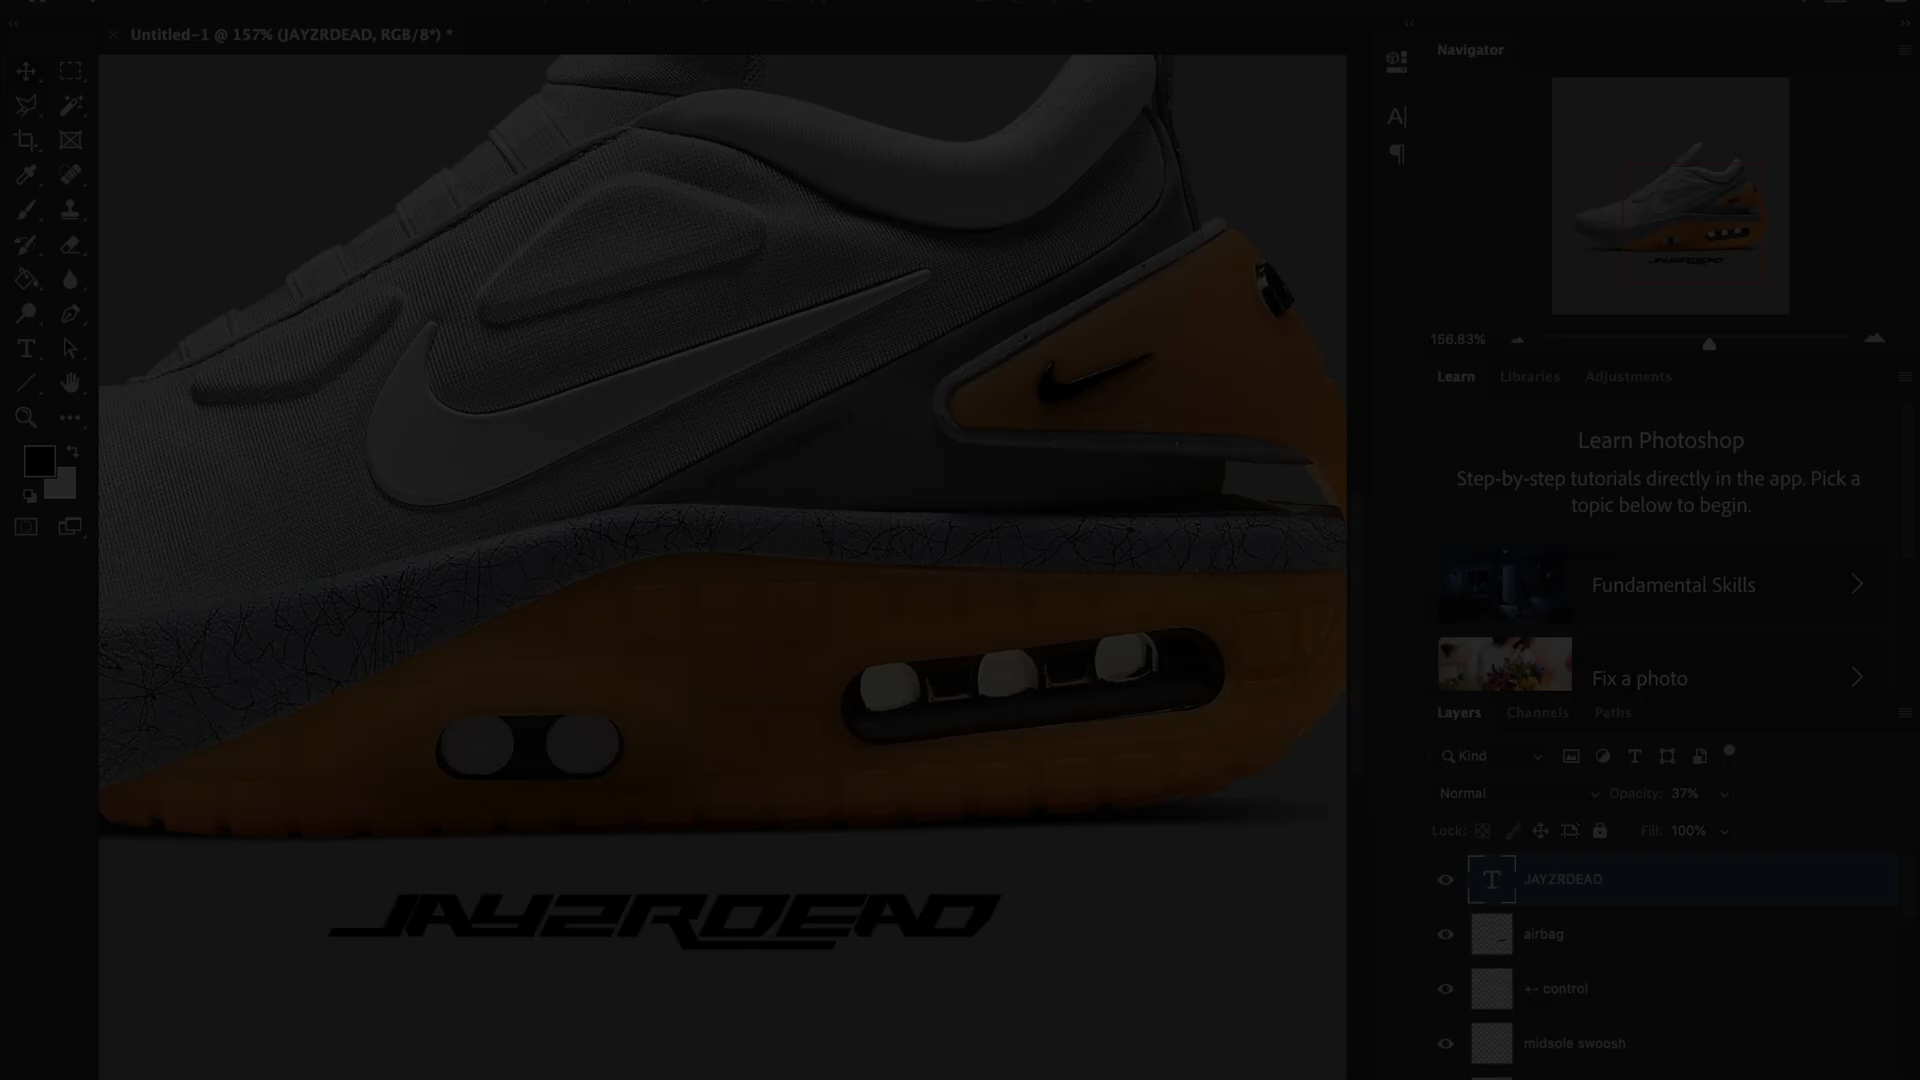 Untitled-1 @ 157% (JAYZRDEAD, RGB/8*) *
Navigator
156.83%
Learn Libraries Adjustments
Learn Photoshop
Step-by-step tutorials directly in the app. Pick a
topic below to begin.
Fundamental Skills
Fix a photo
Layers Channels Paths
Kind
Normal Opacity: 37%
Lock: Fill: 100%
JAYZRDEAD
airbag
+- control
midsole swoosh
JAYZRDEAD